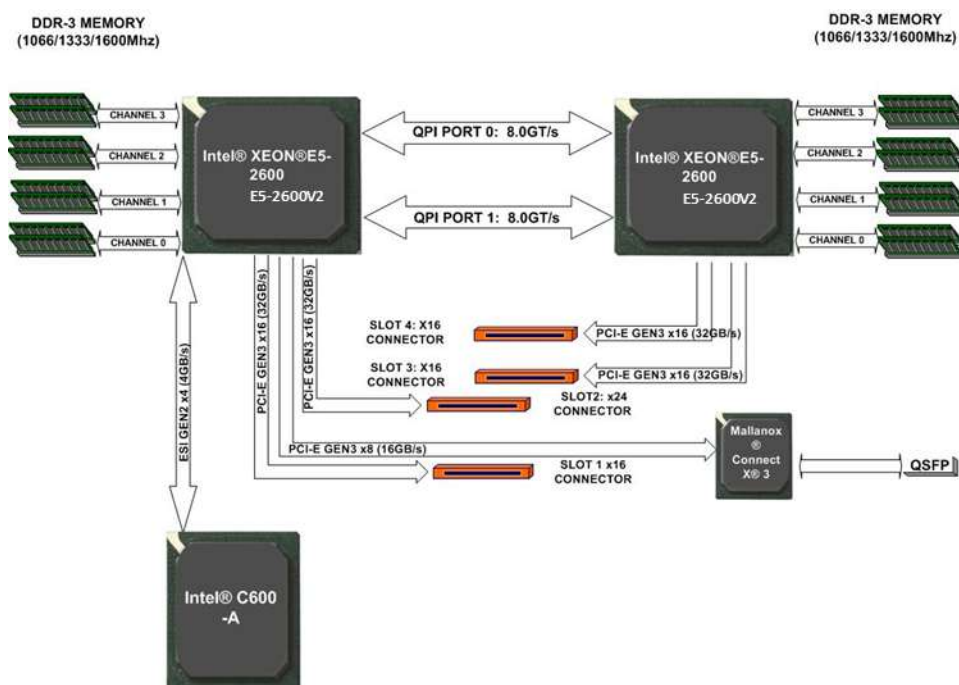 DDR-3 MEMORY
(1066/1333/1600Mhz)
DDR-3 MEMORY
(1066/1333/1600Mhz)
CHANNEL 3
CHANNEL 2
CHANNEL 1
CHANNEL 0
Intel® XEON®E5-
2600
E5-2600V2
QPI PORT 0: 8.0GT/s
QPI PORT 1: 8.0GT/s
Intel® XEON®E5-
2600
E5-2600V2
CHANNEL 3
CHANNEL 2
CHANNEL 1
CHANNEL 0
ESI GEN2 x4 (4GB/s)
PCI-E GEN3 x16 (32GB/s)
PCI-E GEN3 x16 (32GB/s)
SLOT 4: X16
CONNECTOR
PCI-E GEN3 x16 (32GB/s)
SLOT 3: X16
CONNECTOR
PCI-E GEN3 x16 (32GB/s)
SLOT2: x24
CONNECTOR
PCI-E GEN3 x8 (16GB/s)
SLOT 1 x16
CONNECTOR
Mallanox
®
Connect
X® 3
QSFP
Intel® C600
-A